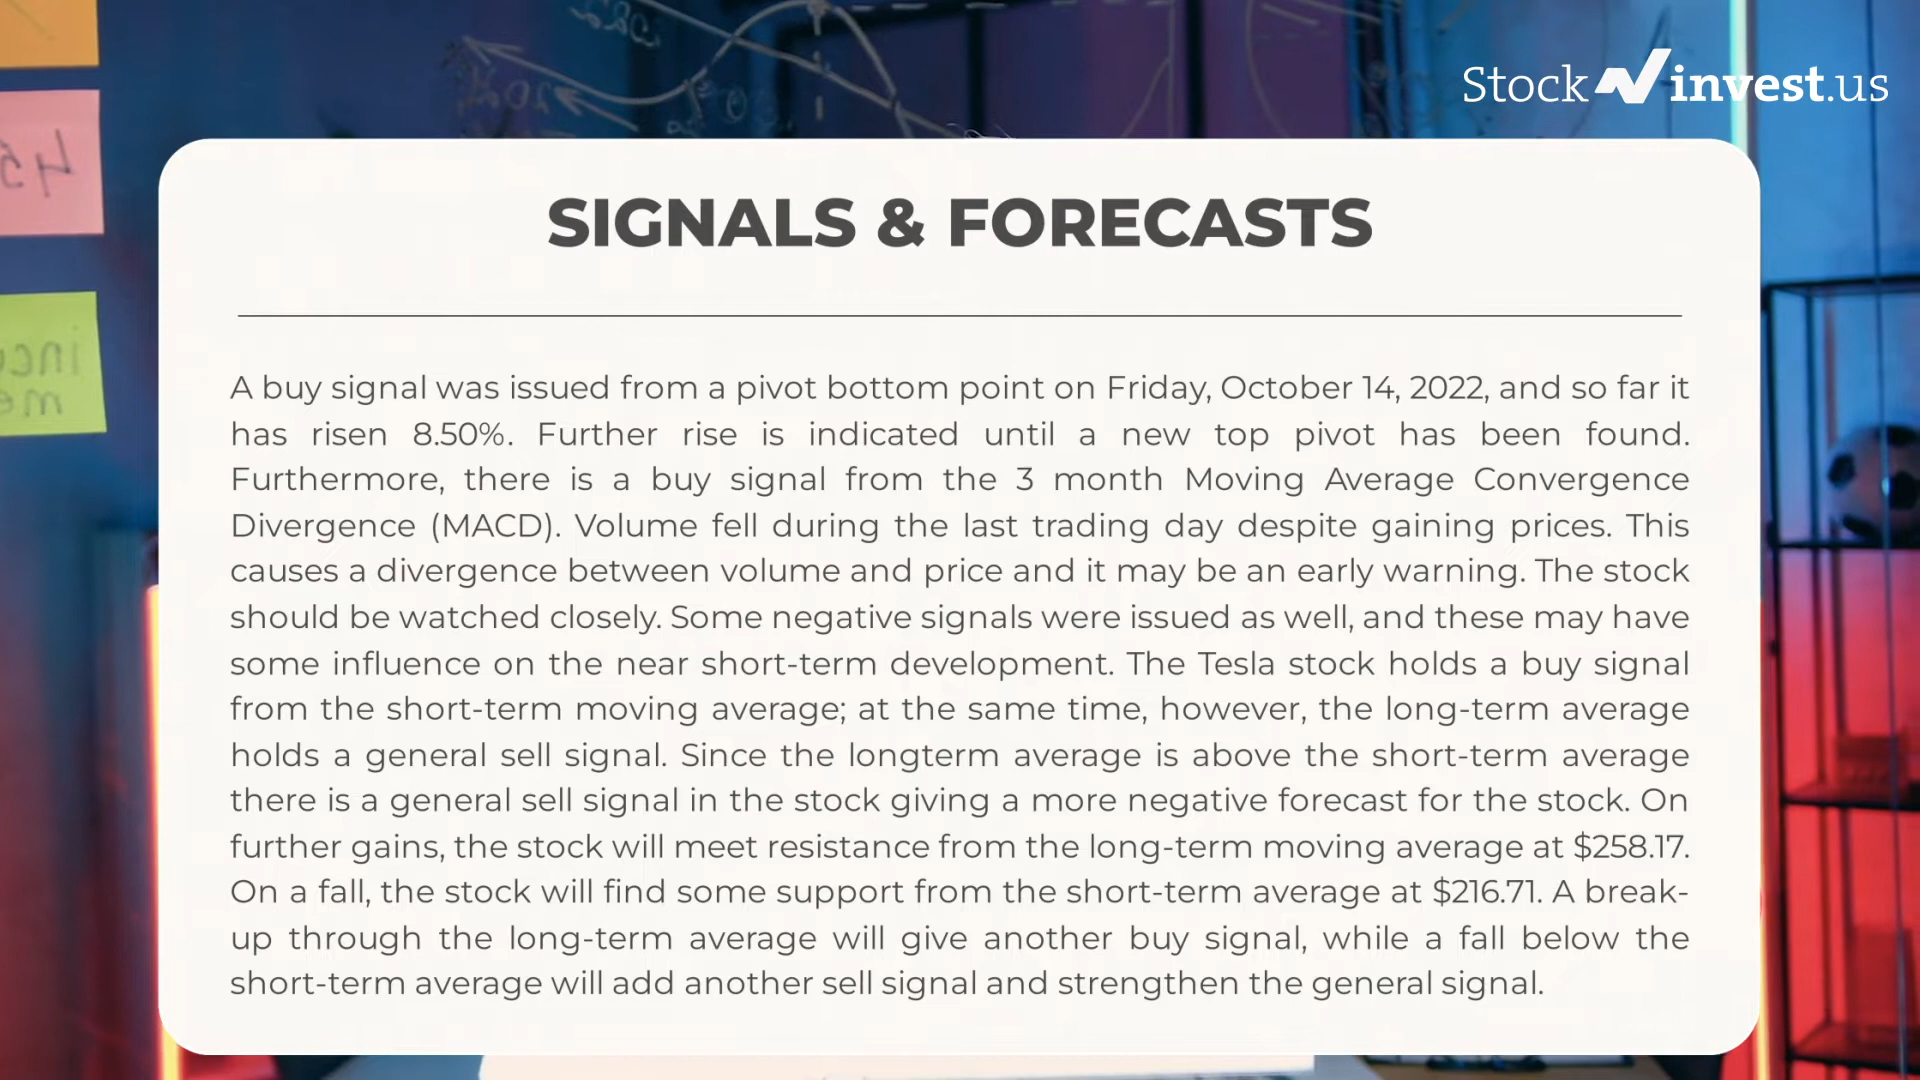 Stock invest.us
SIGNALS & FORECASTS
A buy signal was issued from a pivot bottom point on Friday, October 14, 2022, and so far it
has risen 8.50%. Further rise is indicated until a new top pivot has been found.
Furthermore, there is a buy signal from the 3 month Moving Average Convergence
Divergence (MACD). Volume fell during the last trading day despite gaining prices. This
causes a divergence between volume and price and it may be an early warning. The stock
should be watched closely. Some negative signals were issued as well, and these may have
some influence on the near short-term development. The Tesla stock holds a buy signal
from the short-term moving average; at the same time, however, the long-term average
holds a general sell signal. Since the longterm average is above the short-term average
there is a general sell signal in the stock giving a more negative forecast for the stock. On
further gains, the stock will meet resistance from the long-term moving average at $258.17.
On a fall, the stock will find some support from the short-term average at $216.71. A break-
up through the long-term average will give another buy signal, while a fall below the
short-term average will add another sell signal and strengthen the general signal.